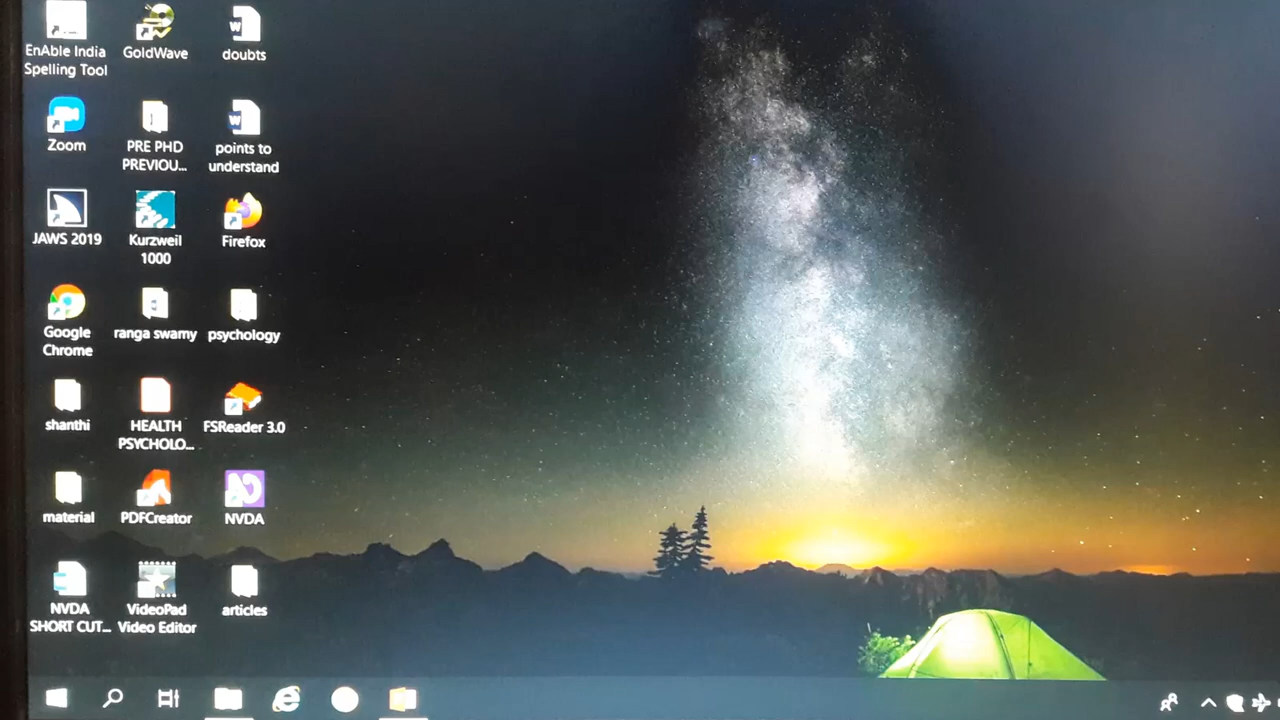 EnAble India
Spelling Tool
GoldWave
doubts
Zoom
PRE PHD
PREVIOU...
points to
understand
JAWS 2019
Kurzweil
1000
Firefox
Google
Chrome
ranga swamy
psychology
shanthi
HEALTH
PSYCHOLO...
FSReader 3.0
material
PDFCreator
NVDA
NVDA
SHORT CUT...
VideoPad
Video Editor
articles